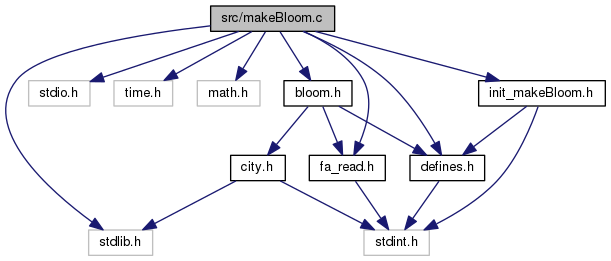 src/makeBloom.c
stdio.h
time.h
math.h
bloom.h
init_makeBloom.h
city.h
fa_read.h
defines.h
stdlib.h
stdint.h